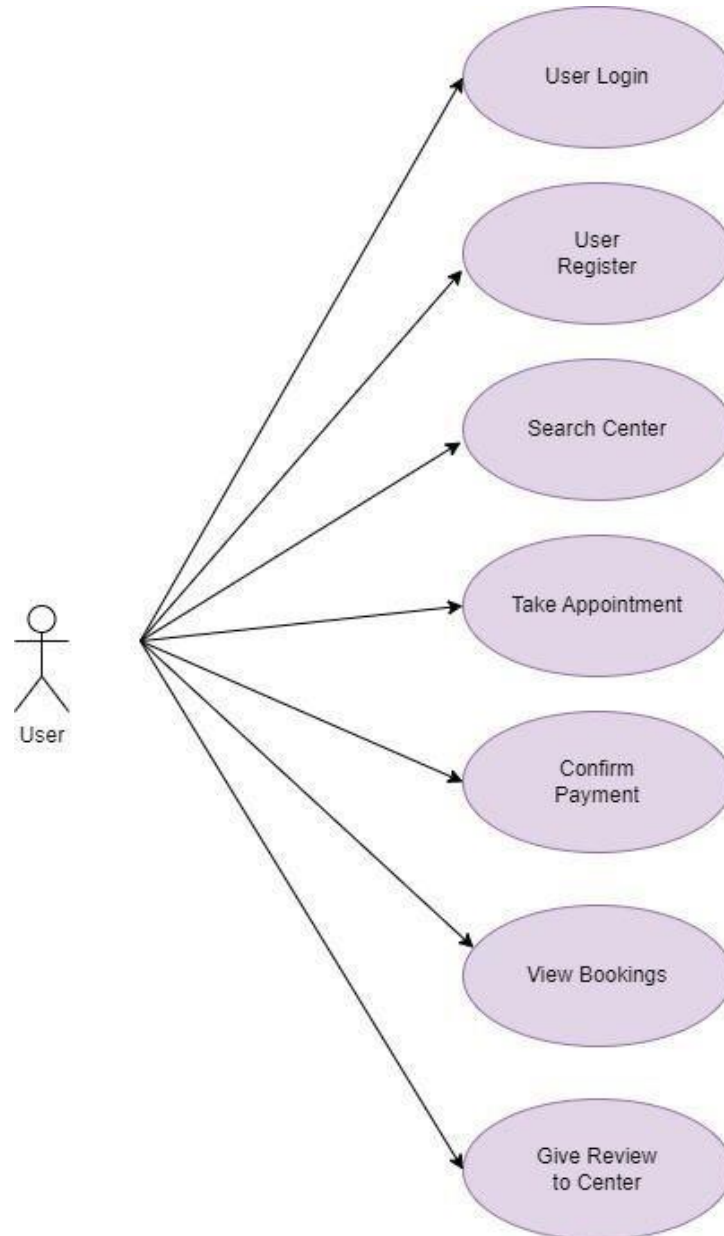 User Login
User
Register
Search Center
Take Appointment
User
Confirm
Payment
View Bookings
Give Review
to Center